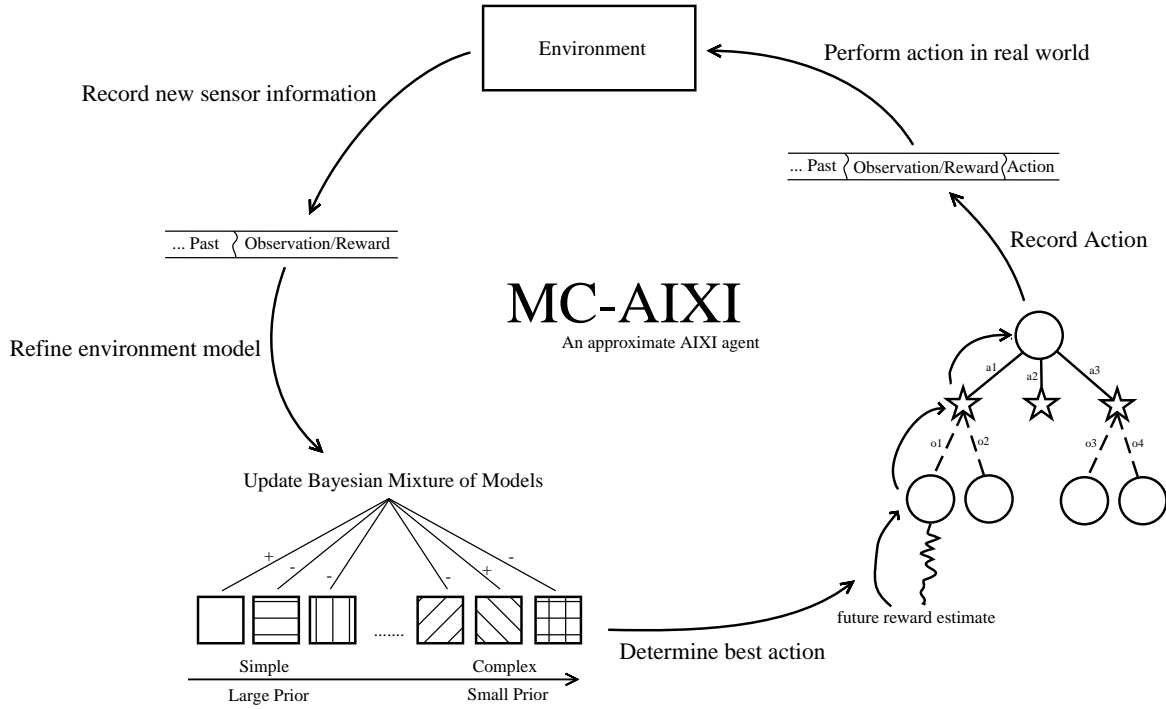 Environment
Perform action in real world
Record new sensor information
... Past Observation/Reward Action
... Past Observation/Reward
Record Action
MC-AIXI
An approximate AIXI agent
Refine environment model
a1 a2 a3
o1 o2 o3 o4
Update Bayesian Mixture of Models
+ - - - + -
.......
future reward estimate
Determine best action
Simple Complex
Large Prior Small Prior